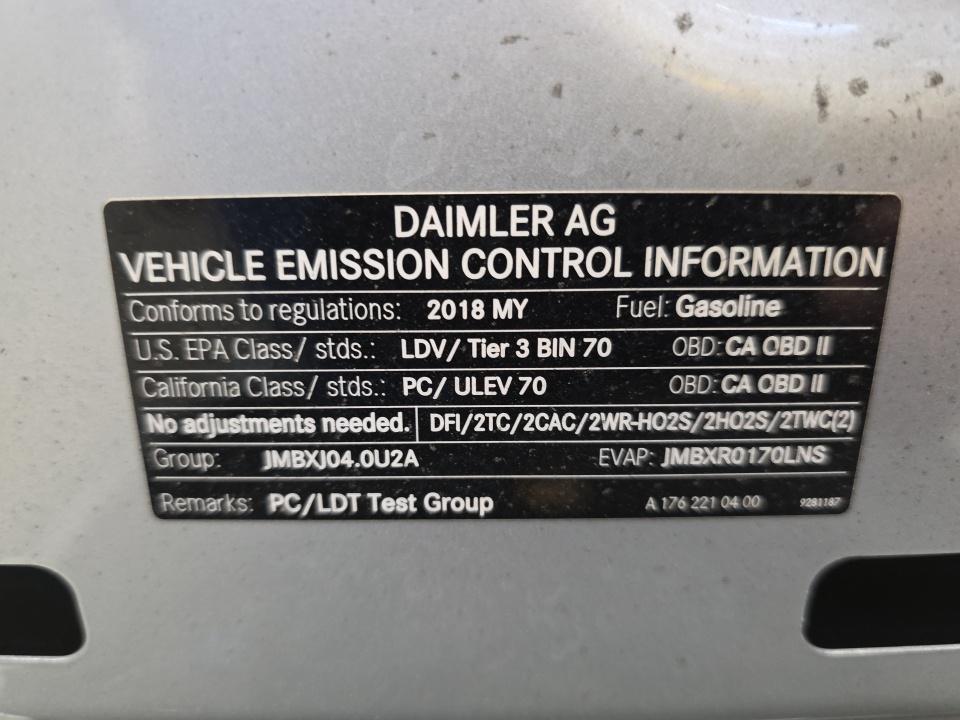 DAIMLER AG
VEHICLE EMISSION CONTROL INFORMATION
Conforms to regulations: 2018 MY Fuel: Gasoline
U.S. EPA Class/ stds.: LDV/ Tier 3 BIN 70 OBD: CA OBD II
California Class/ stds.: PC/ ULEV 70 OBD: CA OBD II
No adjustments needed. DFI/2TC/2CAC/2WR-HO2S/2HO2S/2TWC(2)
Group: JMBXJ04.0U2A EVAP: JMBXR0170LNS
Remarks: PC/LDT Test Group A 176 221 04 00 9281187